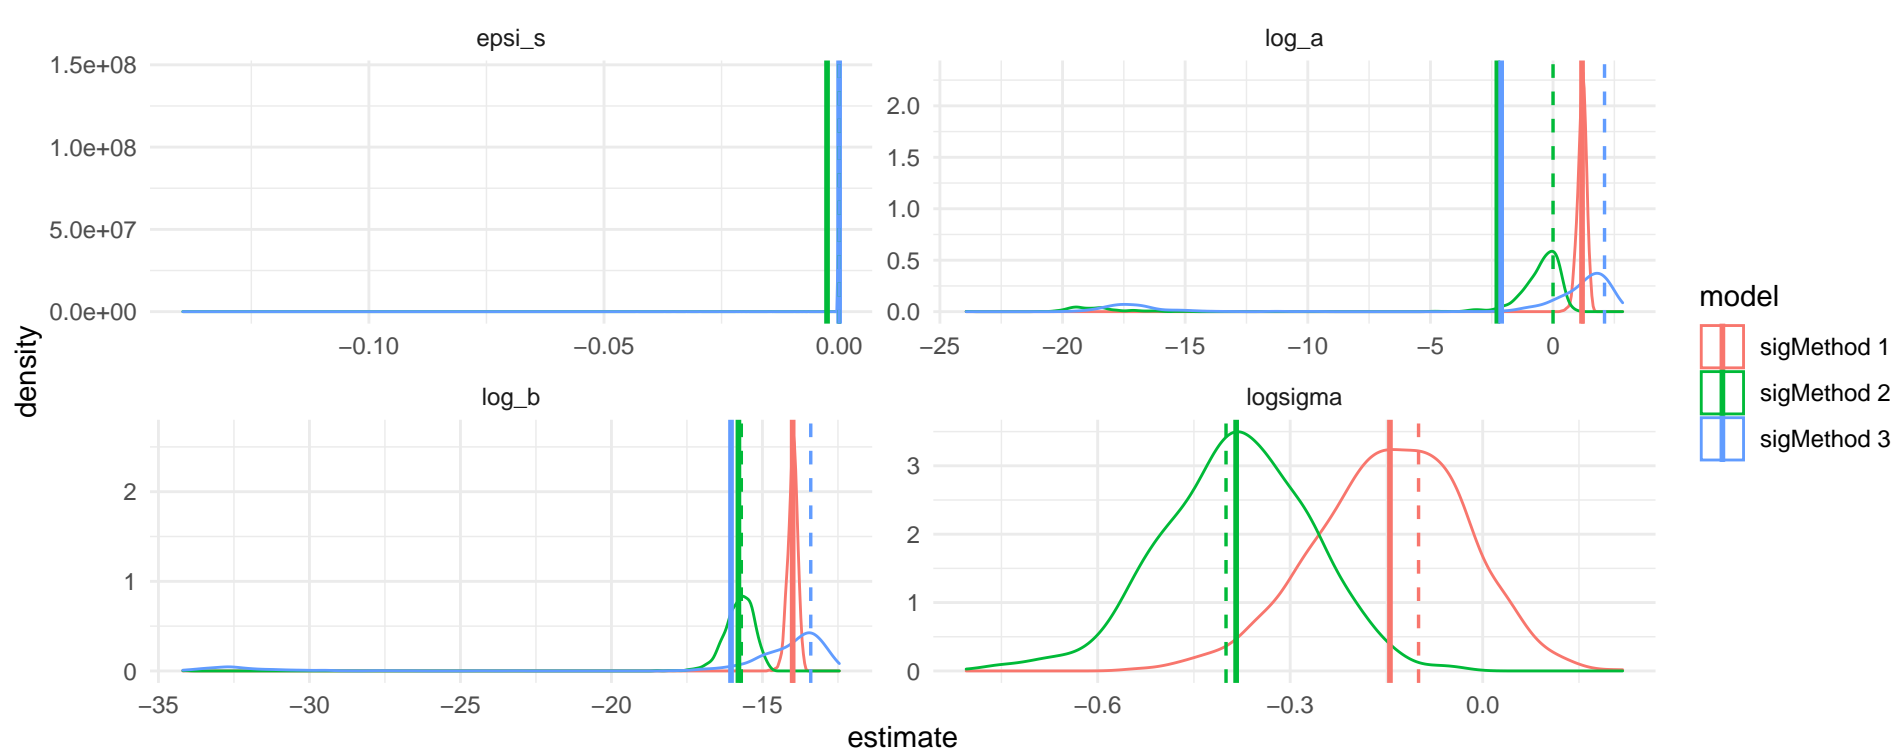 epsi_s
log_a
1.5e+08
1.0e+08
5.0e+07
0.0e+00
−0.10
−0.05
0.00
2.0
1.5
1.0
0.5
0.0
−25
−20
−15
−10
−5
0
density
log_b
logsigma
2
1
0
−35
−30
−25
−20
−15
3
2
1
0
−0.6
−0.3
0.0
estimate
model
sigMethod 1
sigMethod 2
sigMethod 3